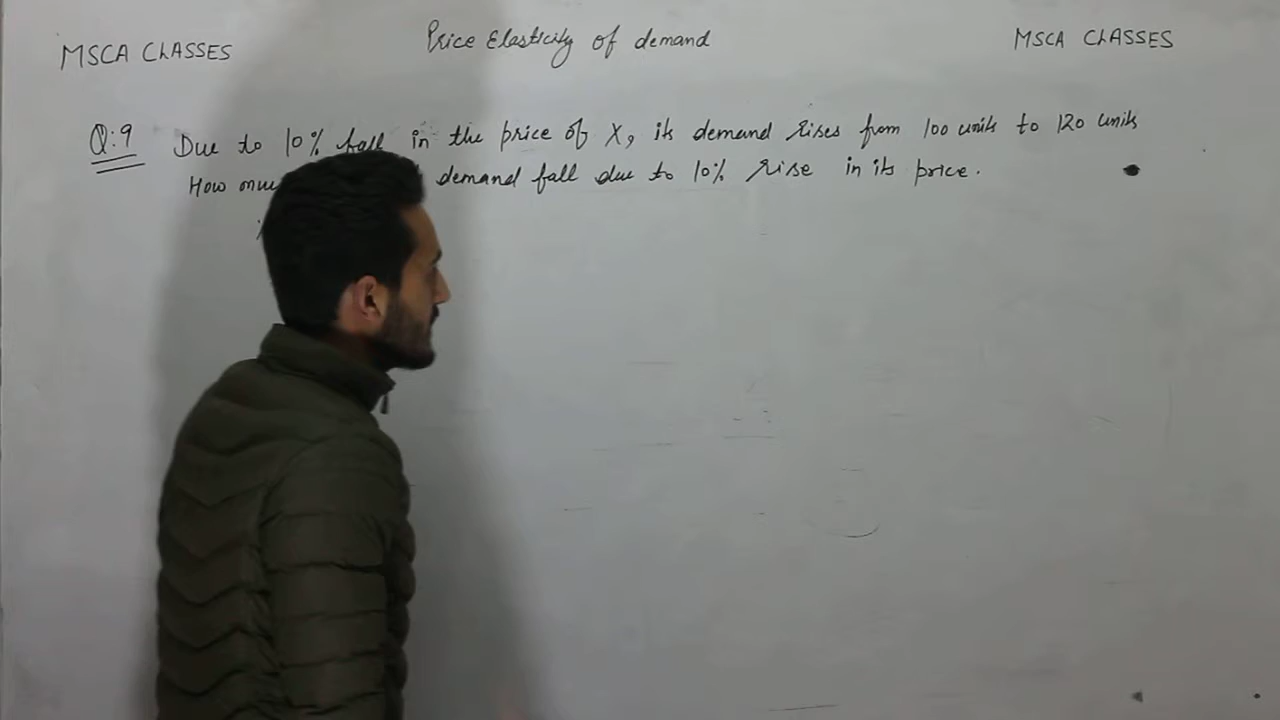 MSCA CLASSES
Price Elasticity of demand
MSCA CLASSES
Q:9 Due to 10% fall in the price of X, its demand rises from 100 units to 120 units
How demand fall due to 10% rise in its price.